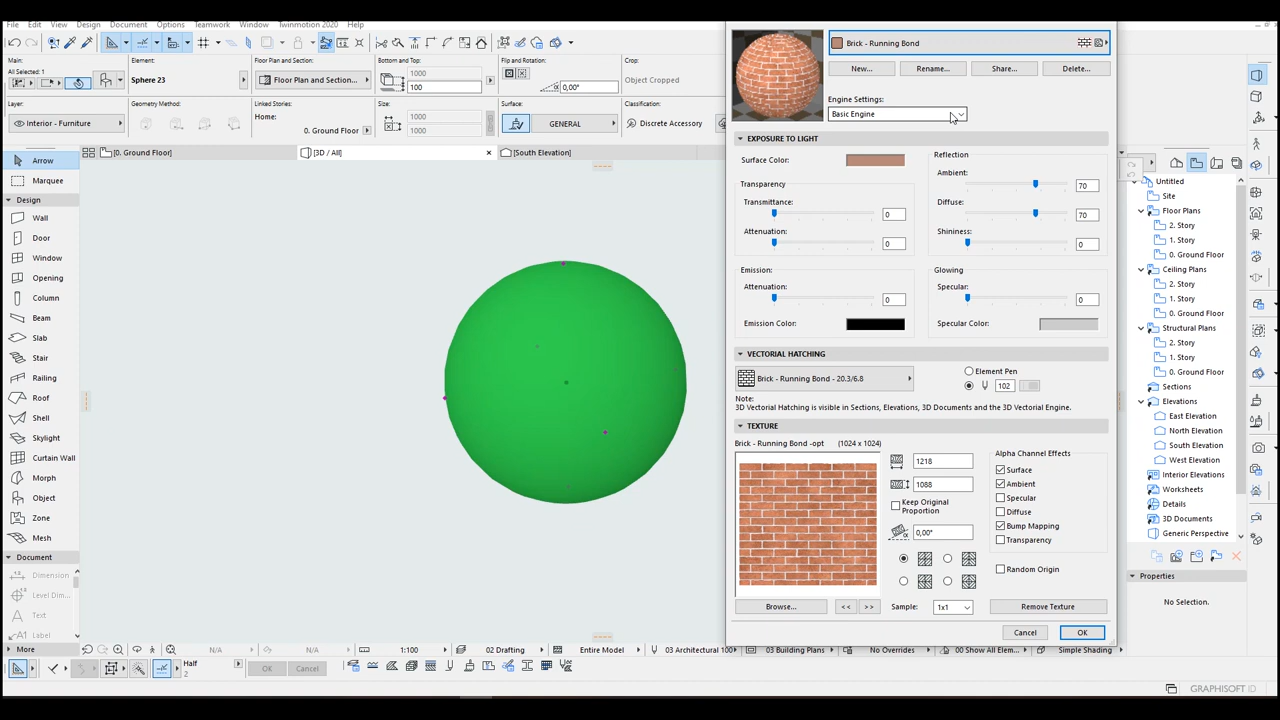 File Edit View Design Document Options Teamwork Window Twinmotion 2020 Help
Main:
All Selected: 1
Element:
Sphere 23
Floor Plan and Section:
Floor Plan and Section...
Bottom and Top:
1000
100
Flip and Rotation:
0,00°
Crop:
Object Cropped
Layer:
Interior - Furniture
Geometry Method:
Linked Stories:
Home: 0. Ground Floor
Size:
1000
1000
Surface:
GENERAL
Classification:
Discrete Accessory
[0. Ground Floor]
[3D / All]
[South Elevation]
Arrow
Marquee
Design
Wall
Door
Window
Opening
Column
Beam
Slab
Stair
Railing
Roof
Shell
Skylight
Curtain Wall
Morph
Object
Zone
Mesh
Document
Dimension
Level Dim...
Text
Label
More
Brick - Running Bond
New... Rename... Share... Delete...
Engine Settings:
Basic Engine
EXPOSURE TO LIGHT
Surface Color:
Transparency
Transmittance:
0
Attenuation:
0
Reflection
Ambient:
70
Diffuse:
70
Shininess:
0
Emission:
Attenuation:
0
Emission Color:
Glowing
Specular:
0
Specular Color:
VECTORIAL HATCHING
Brick - Running Bond - 20.3/6.8
Element Pen
102
Note:
3D Vectorial Hatching is visible in Sections, Elevations, 3D Documents and the 3D Vectorial Engine.
TEXTURE
Brick - Running Bond -opt (1024 x 1024)
1218
1088
Keep Original
Proportion
0,00°
Alpha Channel Effects
Surface
Ambient
Specular
Diffuse
Bump Mapping
Transparency
Random Origin
Browse... << >> Sample: 1x1 Remove Texture
Cancel OK
Untitled
Site
Floor Plans
2. Story
1. Story
0. Ground Floor
Ceiling Plans
2. Story
1. Story
0. Ground Floor
Structural Plans
2. Story
1. Story
0. Ground Floor
Sections
Elevations
East Elevation
North Elevation
South Elevation
West Elevation
Interior Elevations
Worksheets
Details
3D Documents
Generic Perspective
Properties
No Selection.
N/A N/A 1:100 02 Drafting Entire Model 03 Architectural 100 03 Building Plans No Overrides 00 Show All Elem... Simple Shading
Half
2
OK Cancel
GRAPHISOFT ID